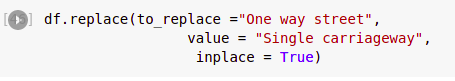 [ ] df.replace(to_replace ="One way street",
value = "Single carriageway",
inplace = True)